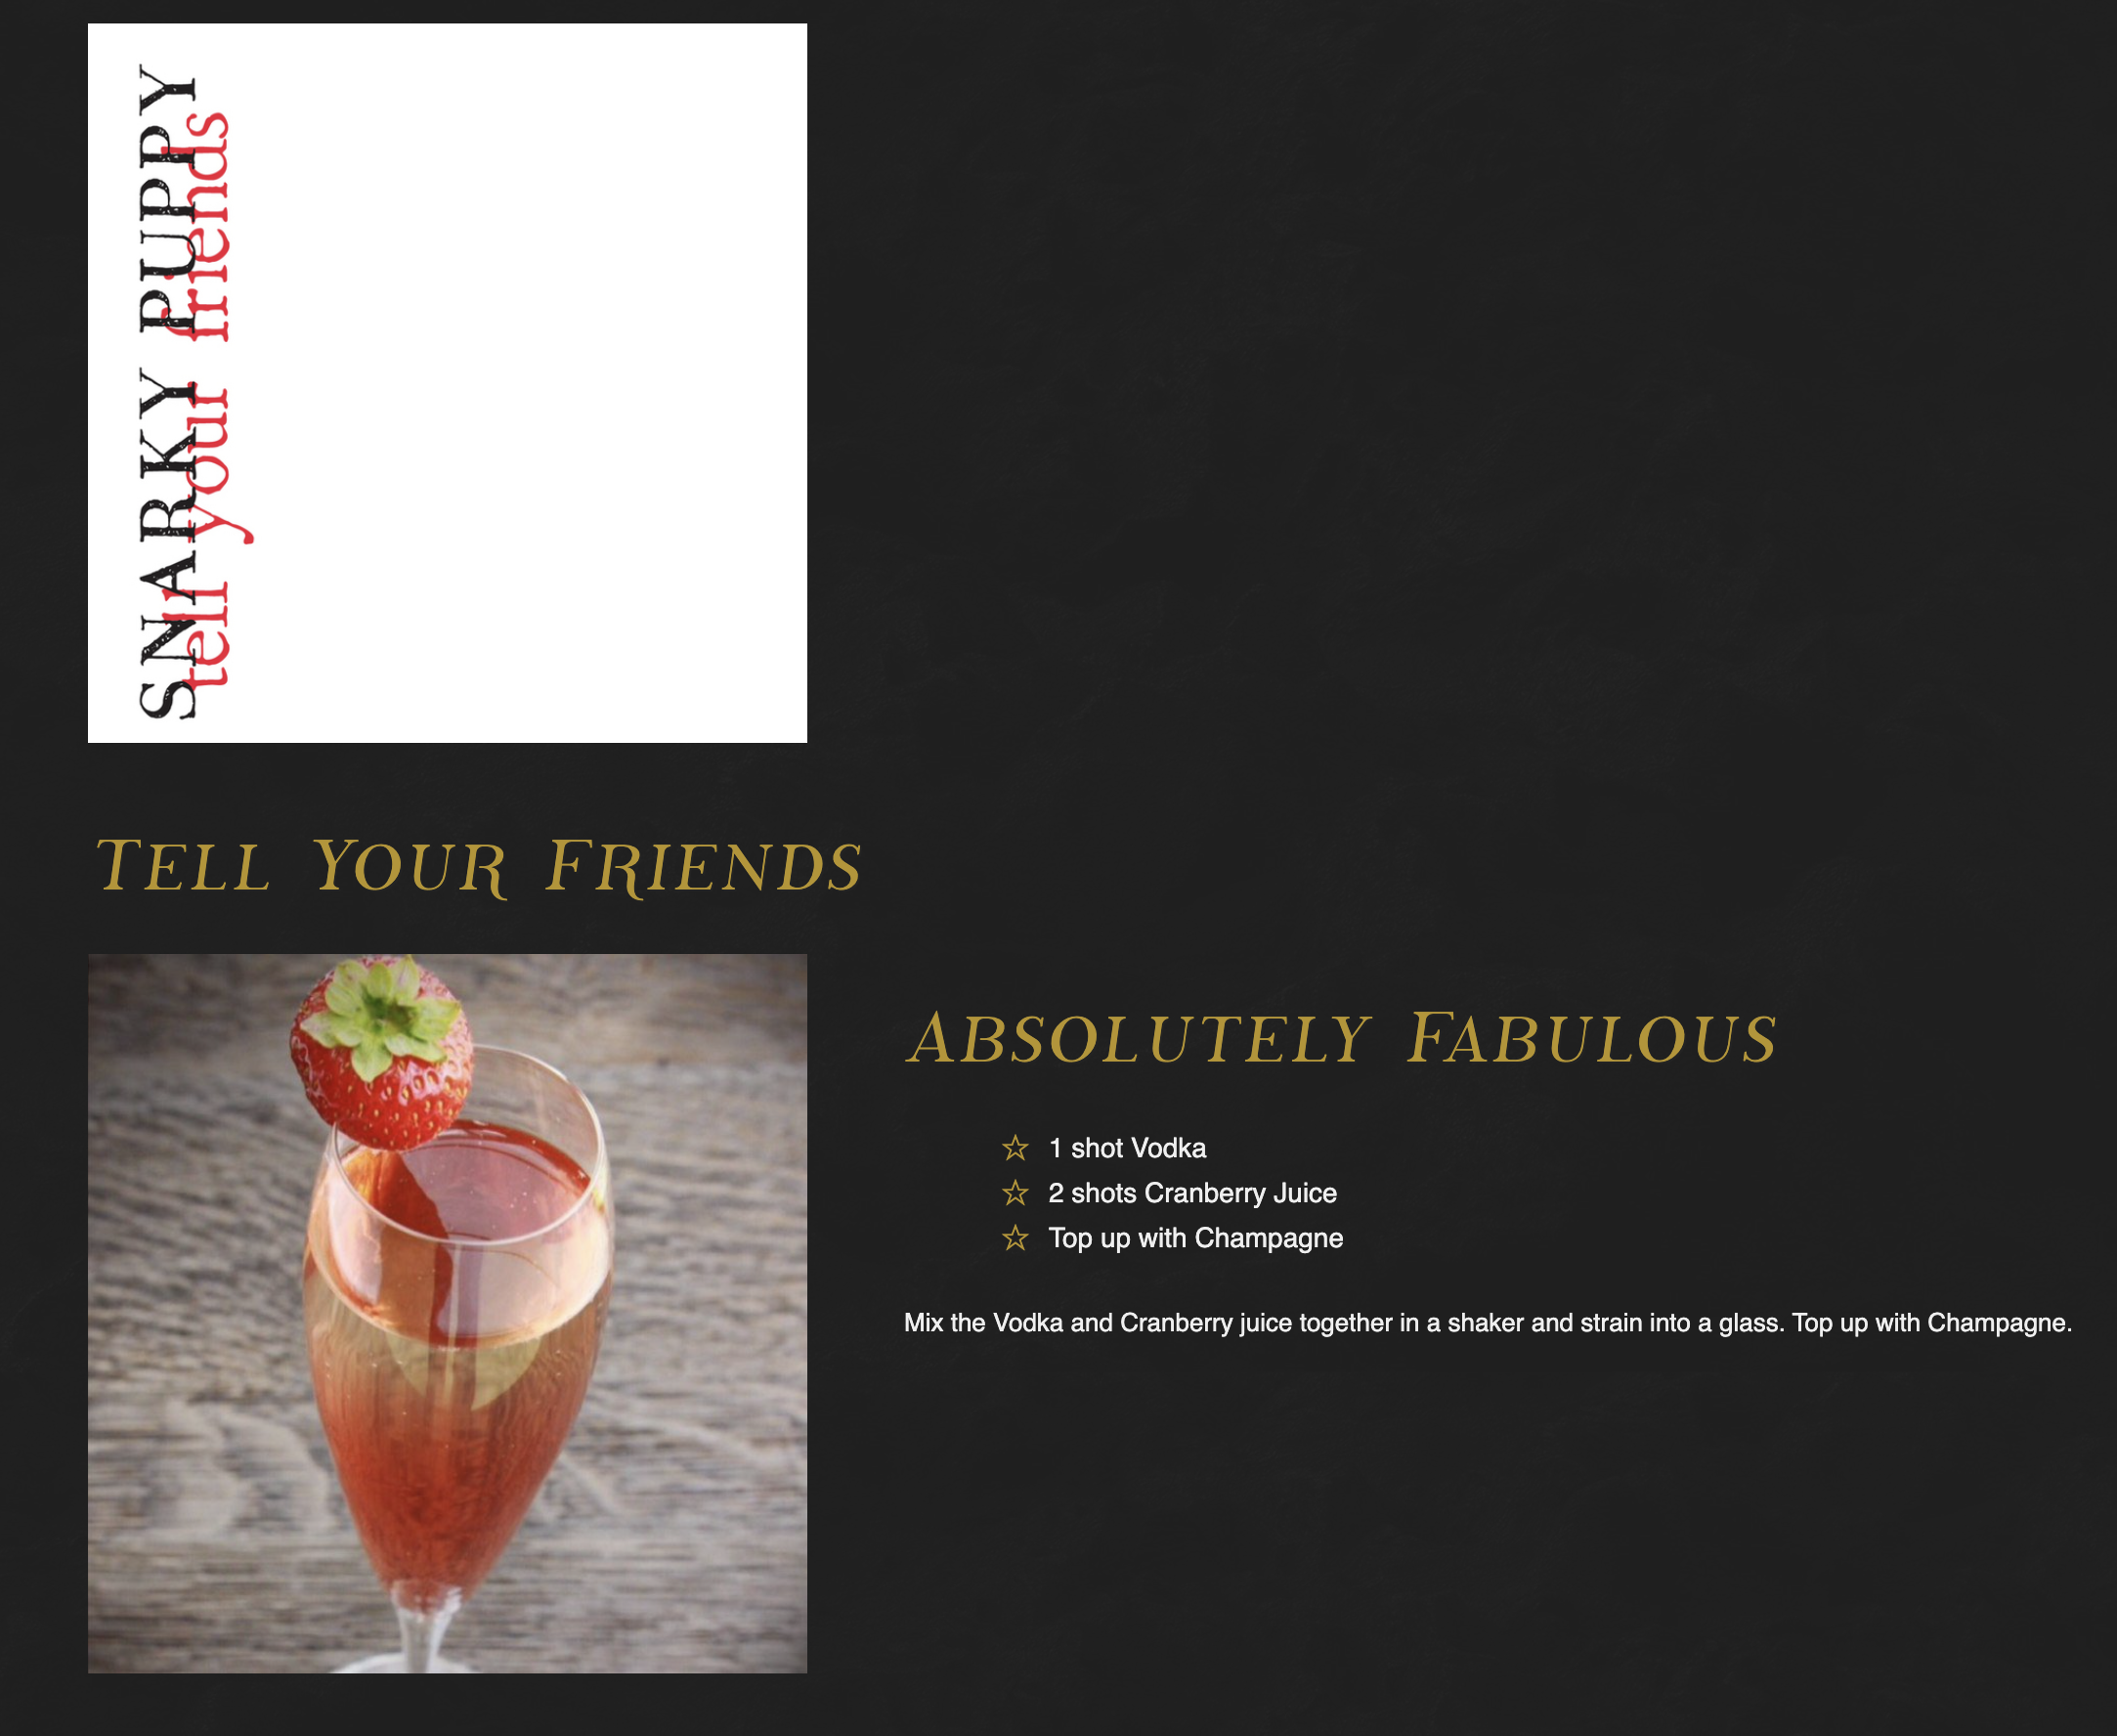 SNARKY PUPPY
tell your friends
Tell Your Friends
Absolutely Fabulous
1 shot Vodka
2 shots Cranberry Juice
Top up with Champagne
Mix the Vodka and Cranberry juice together in a shaker and strain into a glass. Top up with Champagne.